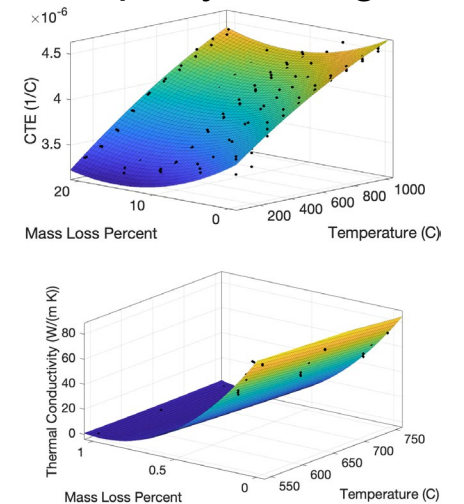 ×10⁻⁶
4.5
4
3.5
CTE (1/C)
20
10
0
Mass Loss Percent
200 400 600 800 1000
Temperature (C)
80
60
40
20
0
Thermal Conductivity (W/(m K))
1
0.5
0
Mass Loss Percent
550 600 650 700 750
Temperature (C)